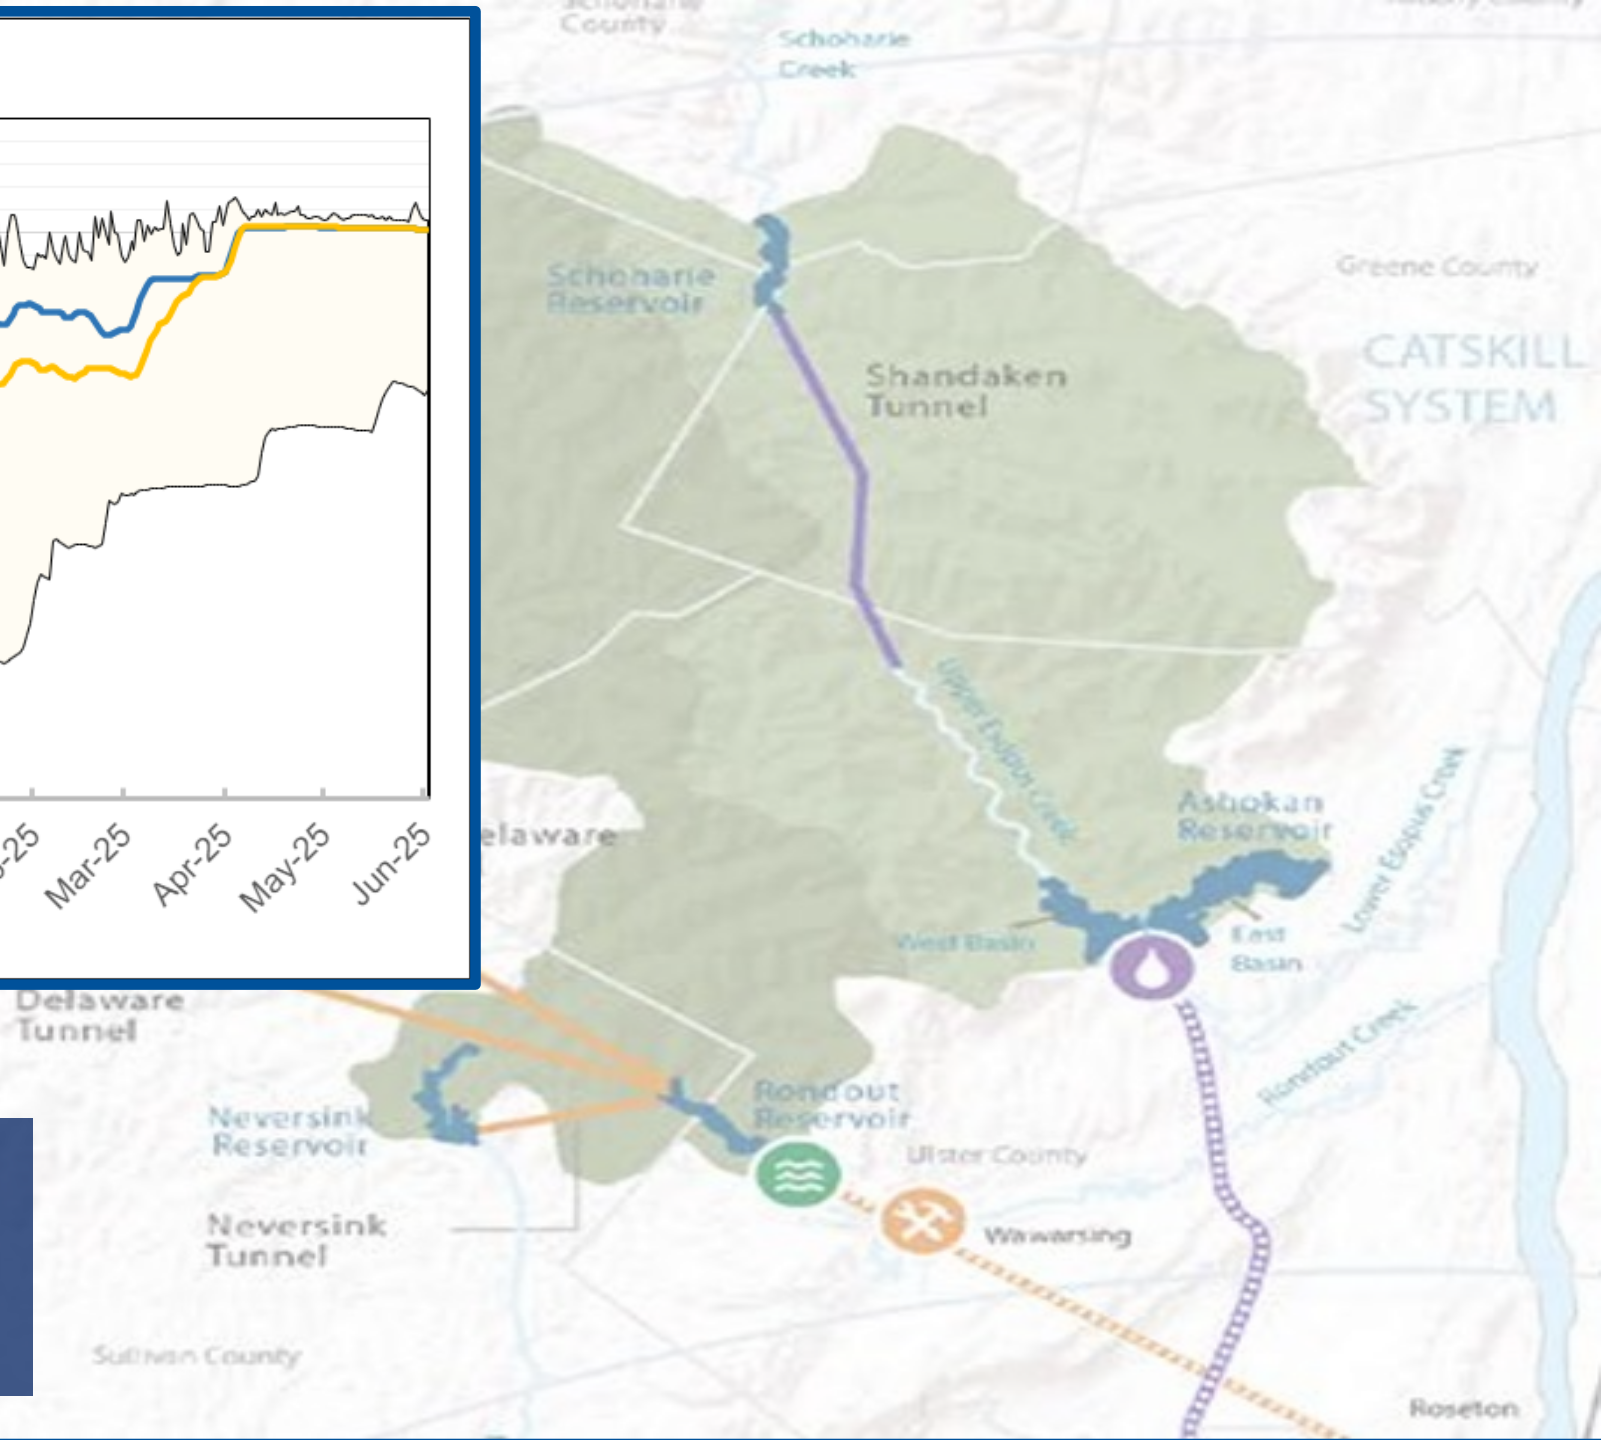 County
Schoharie
Creek
Greene County
Schoharie
Reservoir
CATSKILL
SYSTEM
Shandaken
Tunnel
Upper Esopus Creek
Ashokan
Reservoir
Lower Esopus Creek
elaware
-25
Mar-25
Apr-25
May-25
Jun-25
West Basin
East
Basin
Delaware
Tunnel
Rondout Creek
Neversink
Reservoir
Rondout
Reservoir
Ulster County
Neversink
Tunnel
Wawarsing
Sullivan County
Roseton